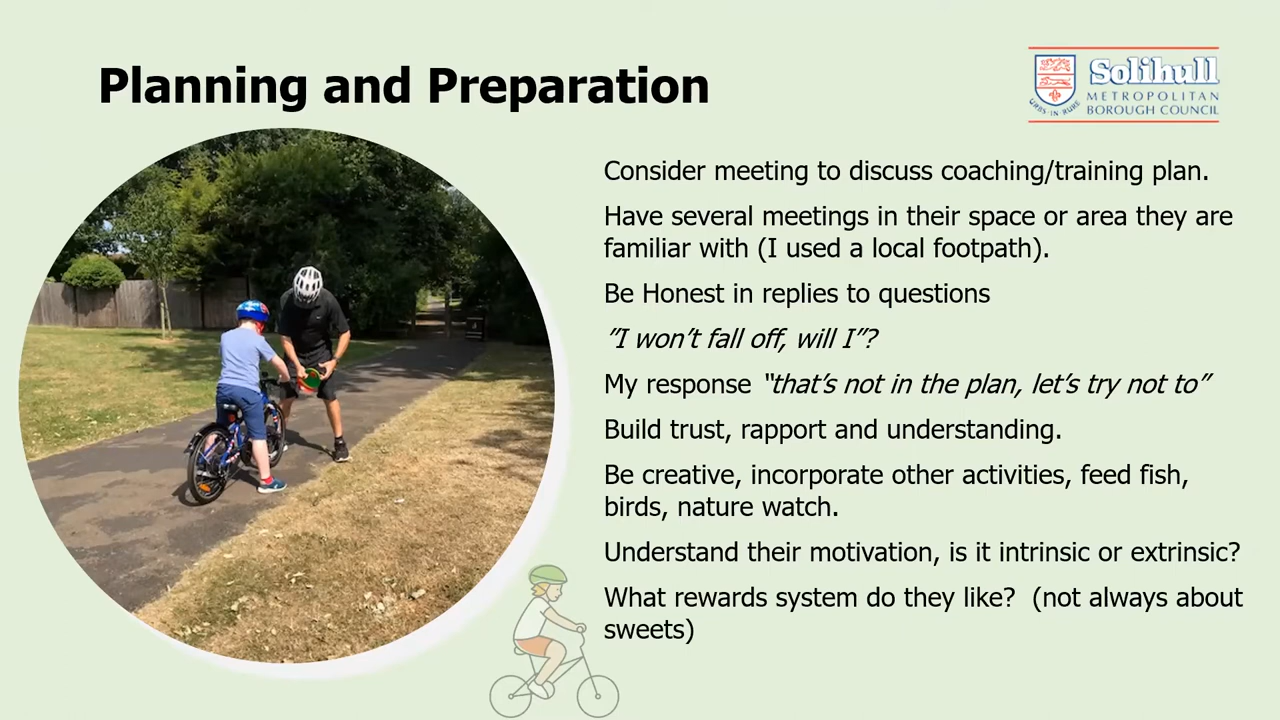 Planning and Preparation
Solihull
METROPOLITAN
BOROUGH COUNCIL
URBS·IN·RURE
Consider meeting to discuss coaching/training plan.
Have several meetings in their space or area they are
familiar with (I used a local footpath).
Be Honest in replies to questions
”I won’t fall off, will I”?
My response “that’s not in the plan, let’s try not to”
Build trust, rapport and understanding.
Be creative, incorporate other activities, feed fish,
birds, nature watch.
Understand their motivation, is it intrinsic or extrinsic?
What rewards system do they like?  (not always about
sweets)